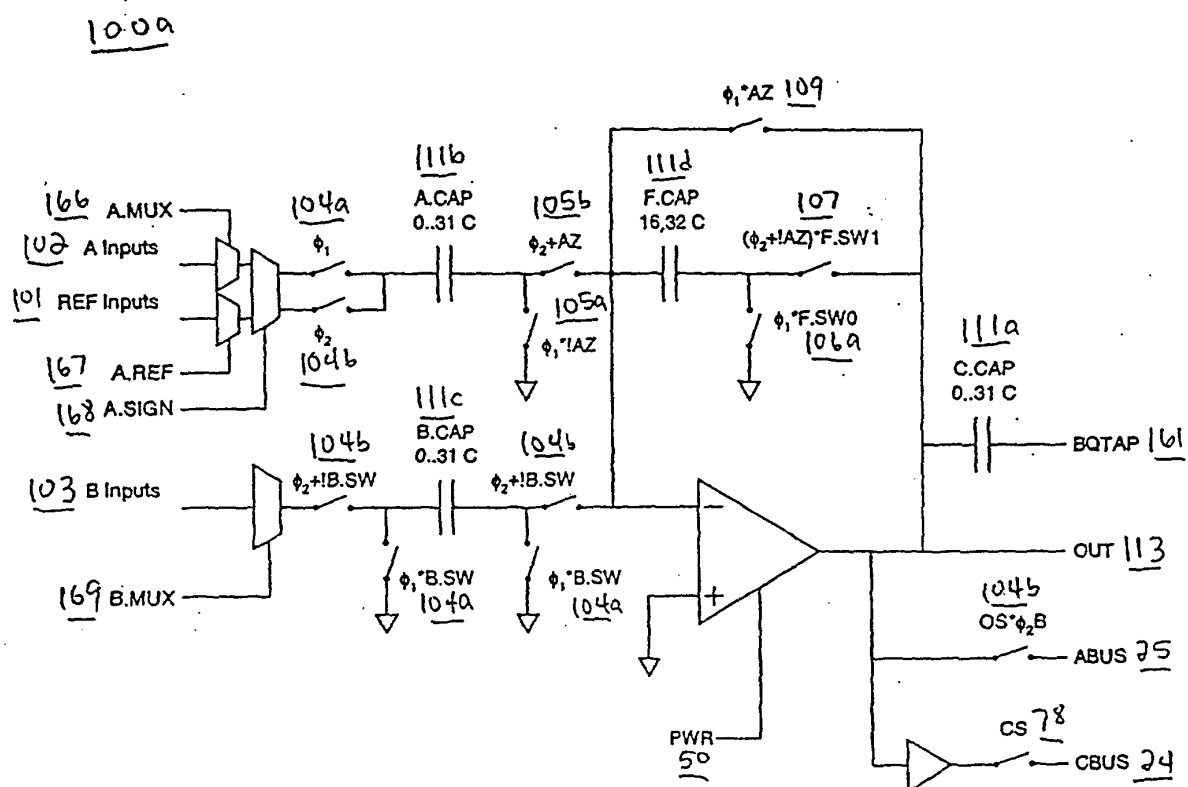 100a
ϕ₁*AZ 109
111b
A.CAP
0..31 C
111d
F.CAP
16,32 C
166 A.MUX
104a
ϕ₁
105b
ϕ₂+AZ
107
(ϕ₂+!AZ)*F.SW1
102 A Inputs
101 REF Inputs
105a
ϕ₁*!AZ
ϕ₁*F.SW0
106a
ϕ₂
104b
111a
C.CAP
0..31 C
167 A.REF
168 A.SIGN
111c
B.CAP
0..31 C
BQTAP 161
104b
ϕ₂+!B.SW
104b
ϕ₂+!B.SW
103 B Inputs
−
OUT 113
ϕ₁*B.SW
104a
ϕ₁*B.SW
104a
169 B.MUX
+
104b
OS*ϕ₂B
ABUS 25
PWR
50
CS 78
CBUS 24